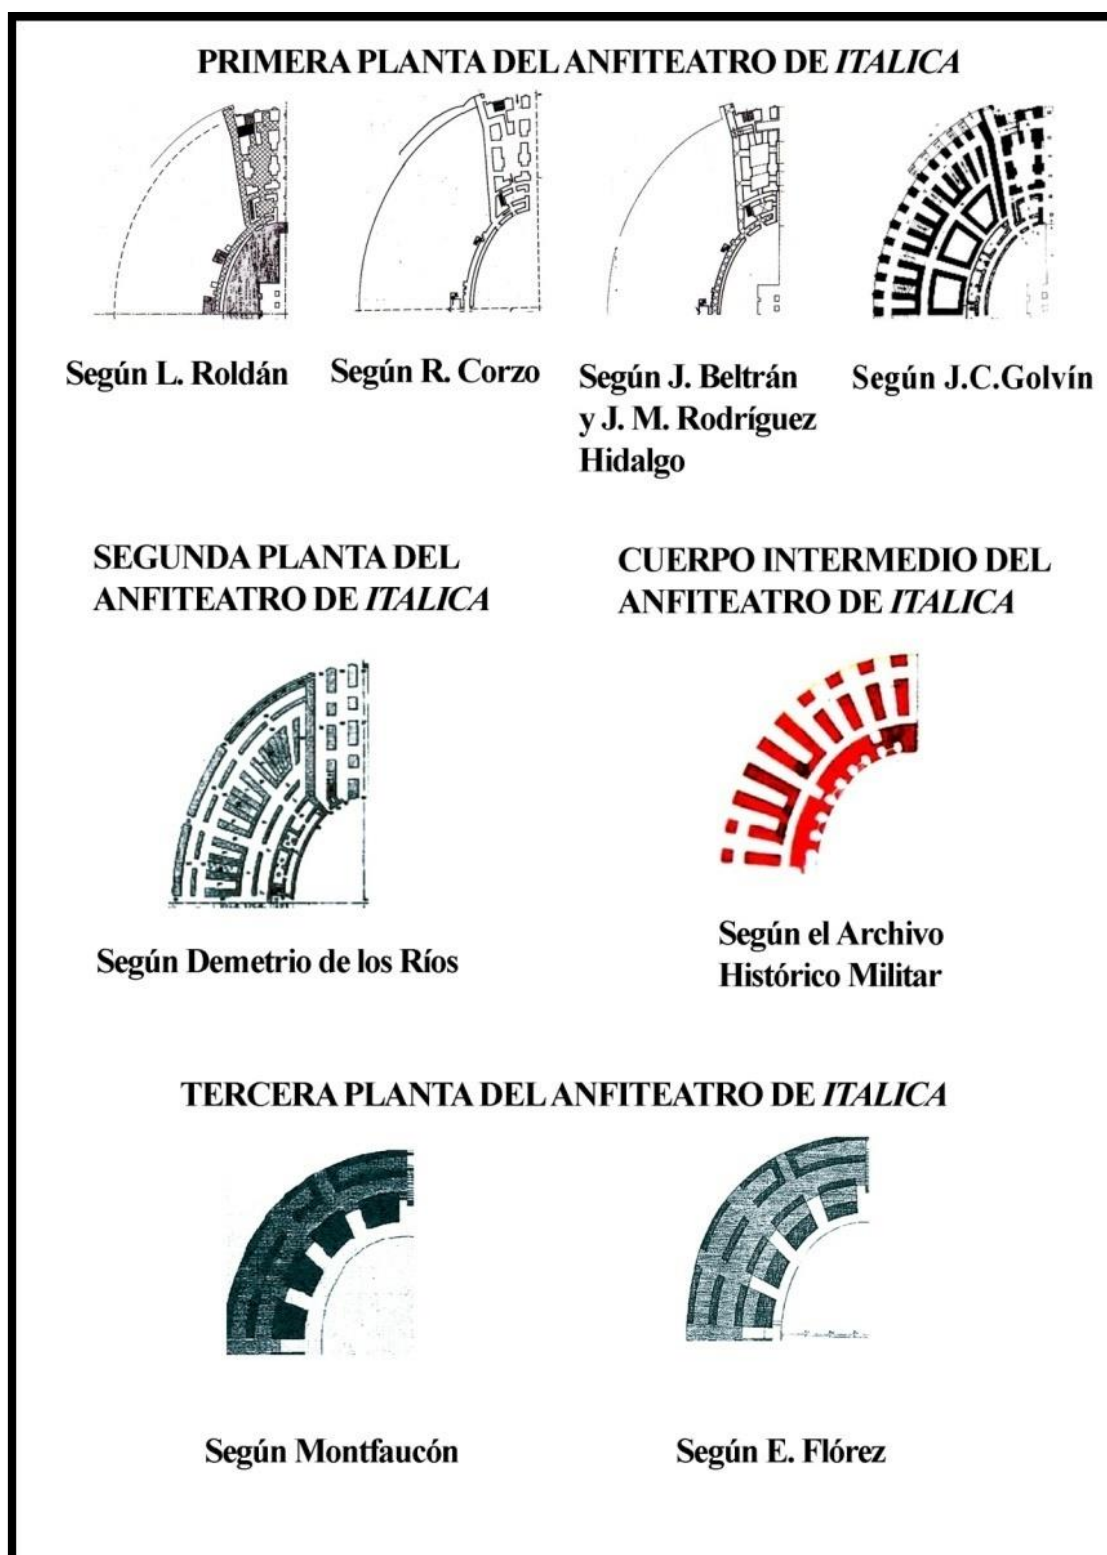 PRIMERA PLANTA DEL ANFITEATRO DE ITALICA
Según L. Roldán
Según R. Corzo
Según J. Beltrán
y J. M. Rodríguez
Hidalgo
Según J.C.Golvín
SEGUNDA PLANTA DEL
ANFITEATRO DE ITALICA
CUERPO INTERMEDIO DEL
ANFITEATRO DE ITALICA
Según Demetrio de los Ríos
Según el Archivo
Histórico Militar
TERCERA PLANTA DEL ANFITEATRO DE ITALICA
Según Montfaucón
Según E. Flórez